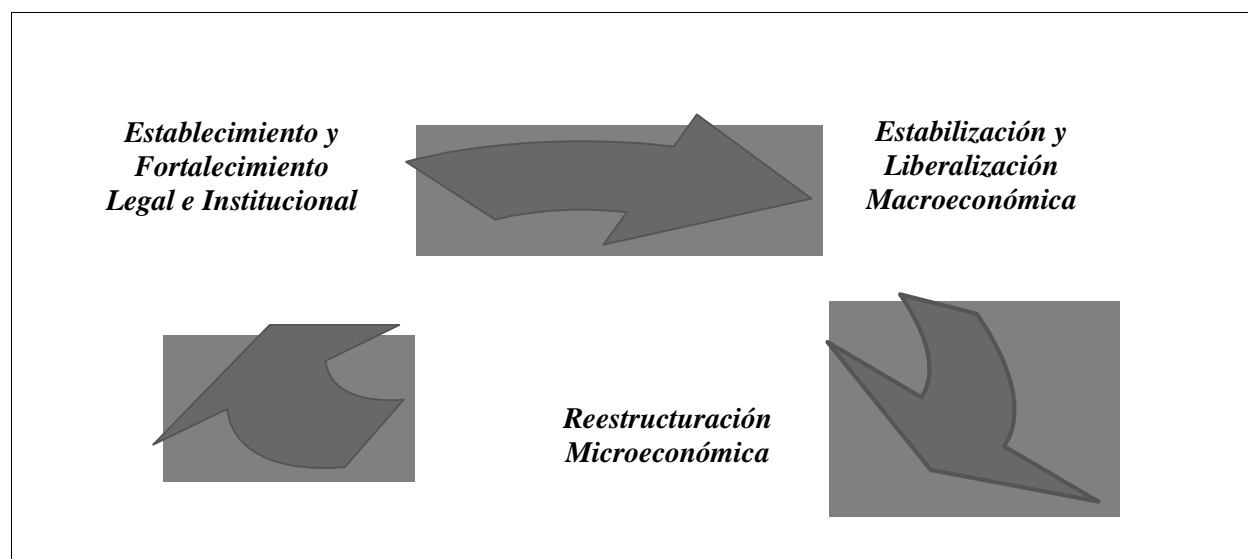 Establecimiento y
Fortalecimiento
Legal e Institucional
Estabilización y
Liberalización
Macroeconómica
Reestructuración
Microeconómica